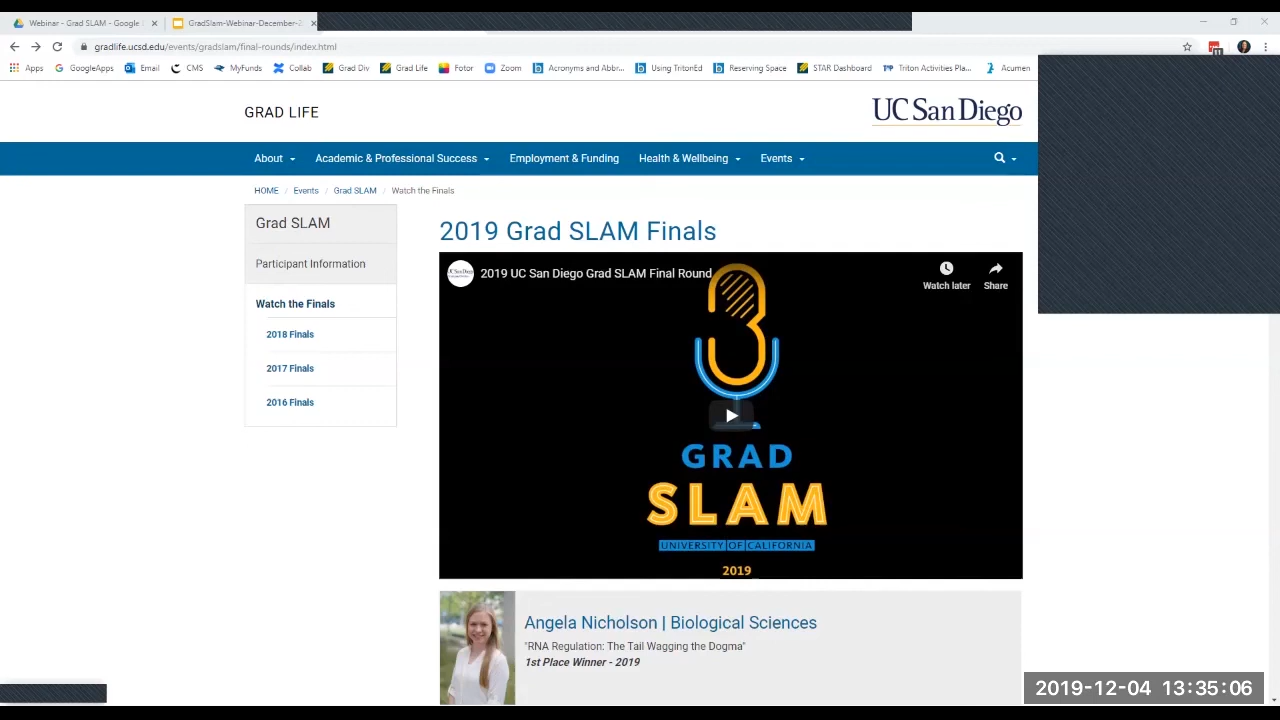 Webinar - Grad SLAM - Google
GradSlam-Webinar-December-2
gradlife.ucsd.edu/events/gradslam/final-rounds/index.html
Apps GoogleApps Email CMS MyFunds Collab Grad Div Grad Life Fotor Zoom Acronyms and Abbr... Using TritonEd Reserving Space STAR Dashboard Triton Activities Pla... Acumen
GRAD LIFE
UC San Diego
About Academic & Professional Success Employment & Funding Health & Wellbeing Events
HOME / Events / Grad SLAM / Watch the Finals
Grad SLAM
Participant Information
Watch the Finals
2018 Finals
2017 Finals
2016 Finals
2019 Grad SLAM Finals
2019 UC San Diego Grad SLAM Final Round
Watch later
Share
GRAD
SLAM
UNIVERSITY OF CALIFORNIA
2019
Angela Nicholson | Biological Sciences
"RNA Regulation: The Tail Wagging the Dogma"
1st Place Winner - 2019
2019-12-04 13:35:06